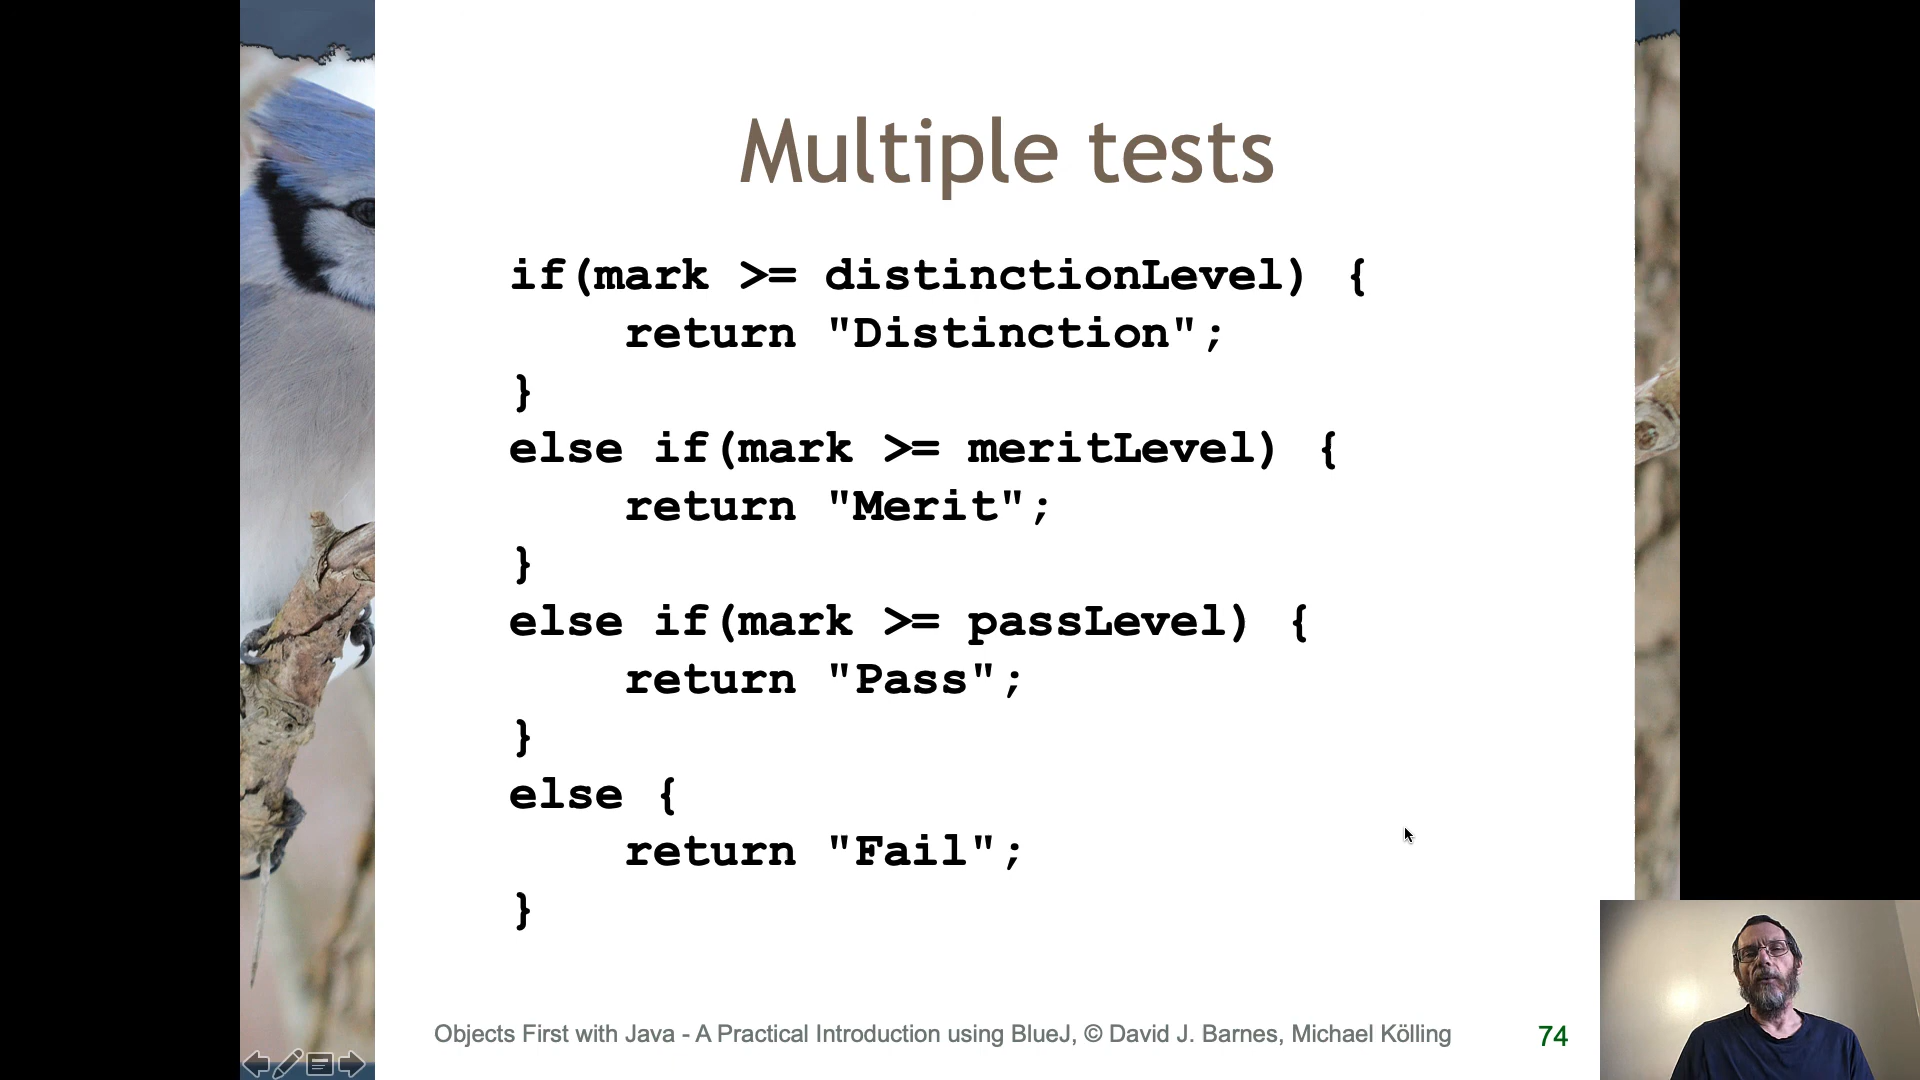 Multiple tests
if(mark >= distinctionLevel) {
    return "Distinction";
}
else if(mark >= meritLevel) {
    return "Merit";
}
else if(mark >= passLevel) {
    return "Pass";
}
else {
    return "Fail";
}
Objects First with Java - A Practical Introduction using BlueJ, © David J. Barnes, Michael Kölling
74